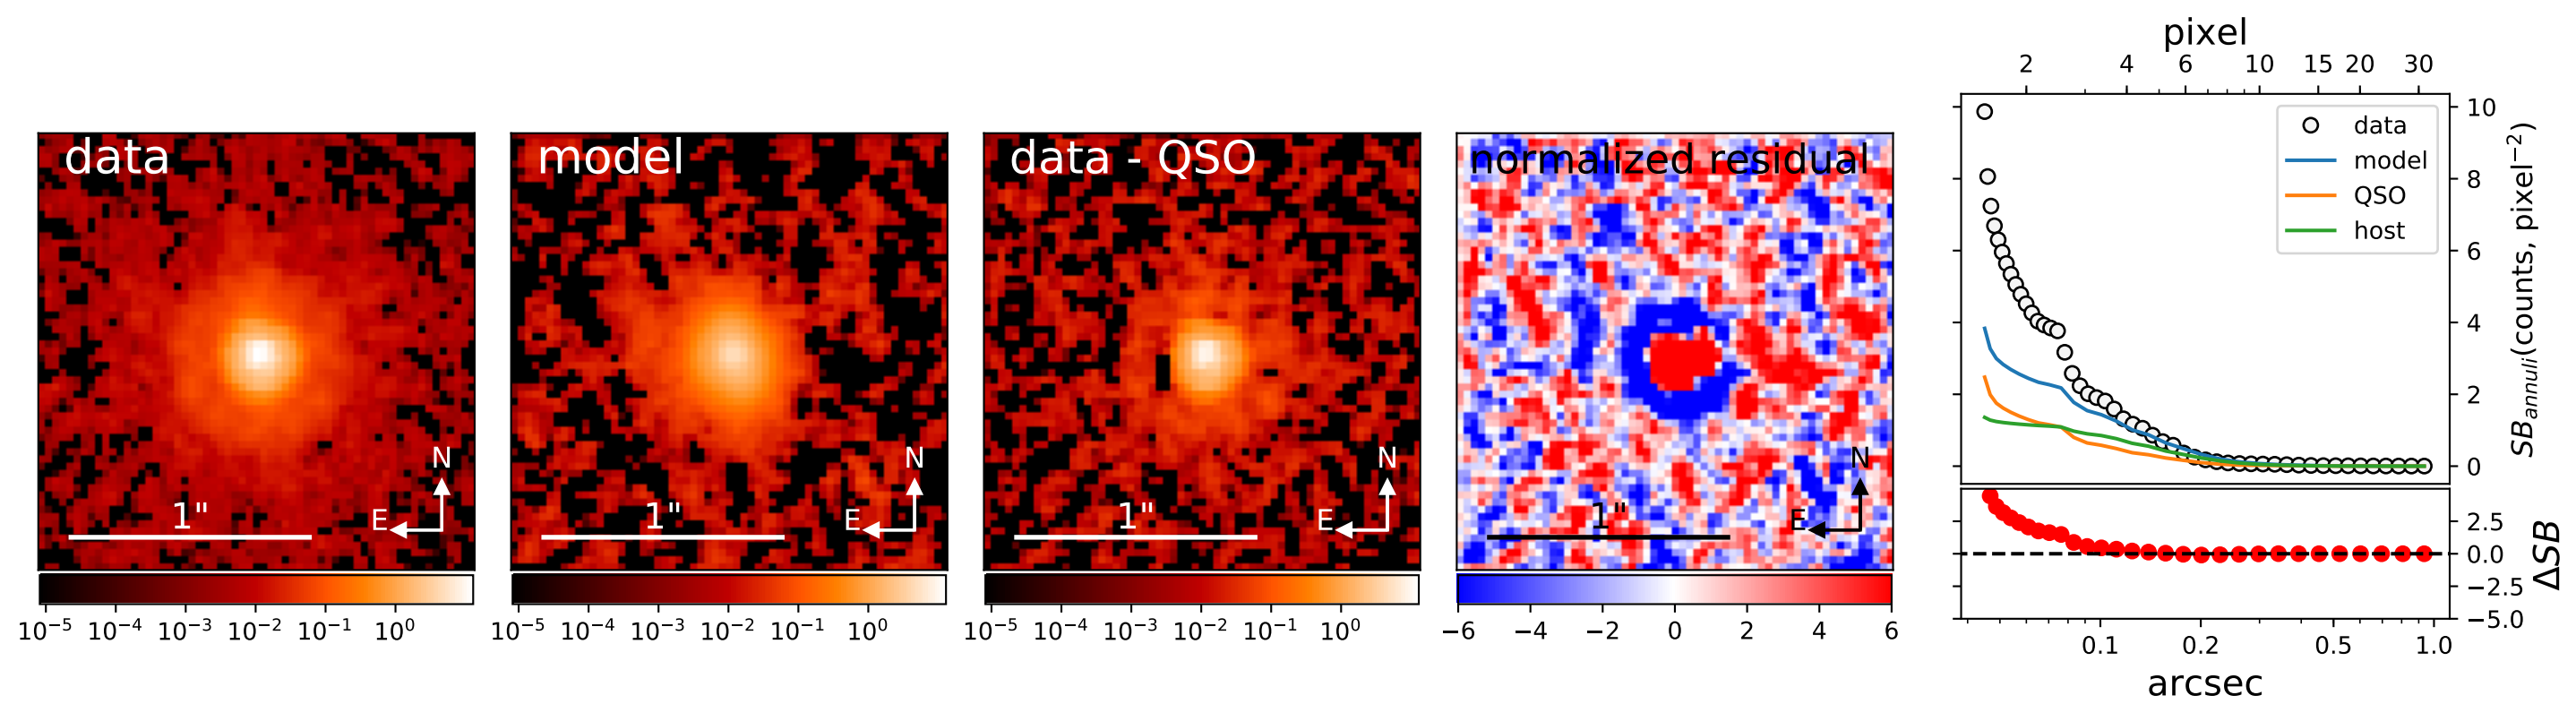 data
N
E
1"
10⁻⁵ 10⁻⁴ 10⁻³ 10⁻² 10⁻¹ 10⁰
model
N
E
1"
10⁻⁵ 10⁻⁴ 10⁻³ 10⁻² 10⁻¹ 10⁰
data - QSO
N
E
1"
10⁻⁵ 10⁻⁴ 10⁻³ 10⁻² 10⁻¹ 10⁰
normalized residual
N
E
1"
−6 −4 −2 0 2 4 6
pixel
2 4 6 10 15 20 30
data
model
QSO
host
10
8
6
4
2
0
SB_annuli(counts, pixel⁻²)
2.5
0.0
−2.5
−5.0
ΔSB
0.1 0.2 0.5 1.0
arcsec